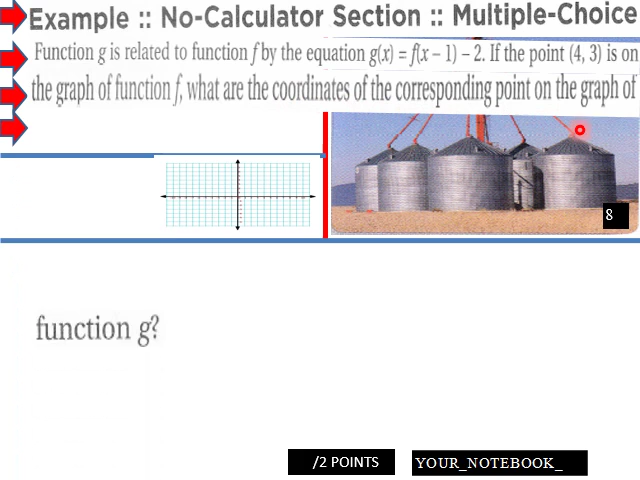 Example :: No-Calculator Section :: Multiple-Choice
Function g is related to function f by the equation g(x) = f(x – 1) – 2. If the point (4, 3) is on
the graph of function f, what are the coordinates of the corresponding point on the graph of
8
function g?
/2 POINTS
YOUR_NOTEBOOK_